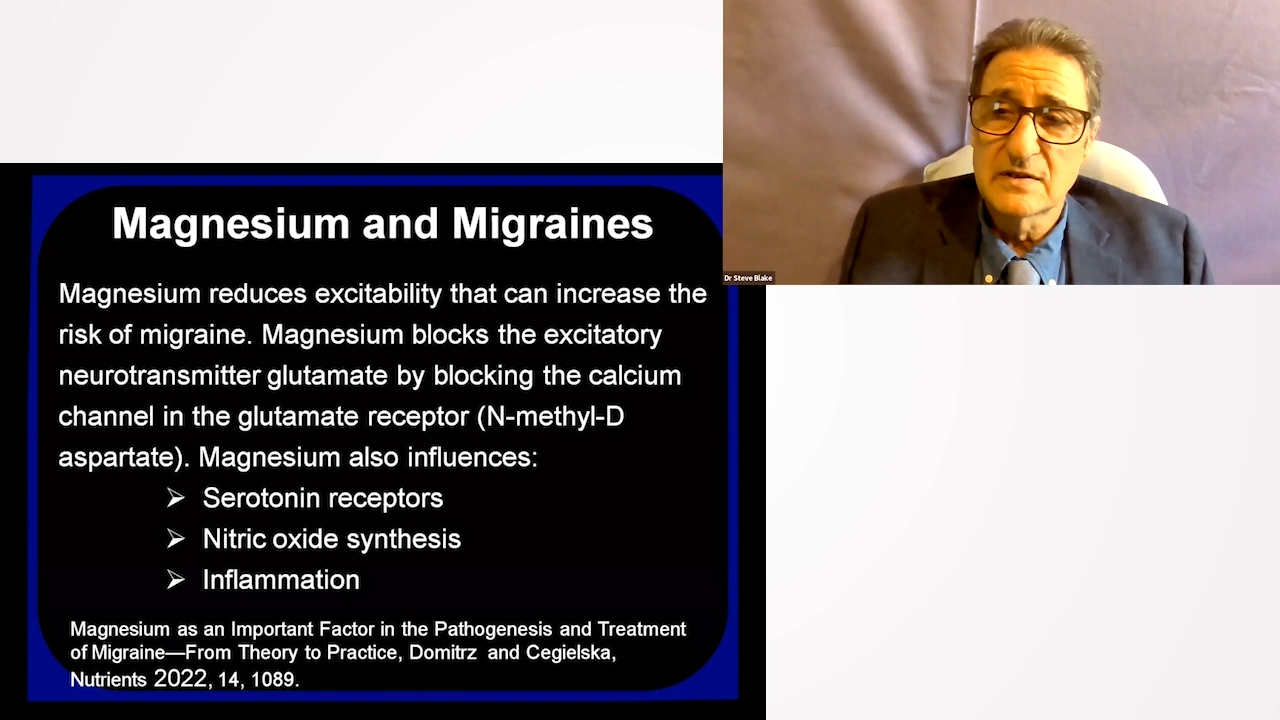 Magnesium and Migraines
Magnesium reduces excitability that can increase the
risk of migraine. Magnesium blocks the excitatory
neurotransmitter glutamate by blocking the calcium
channel in the glutamate receptor (N-methyl-D
aspartate). Magnesium also influences:
➢ Serotonin receptors
➢ Nitric oxide synthesis
➢ Inflammation
Magnesium as an Important Factor in the Pathogenesis and Treatment
of Migraine—From Theory to Practice, Domitrz and Cegielska,
Nutrients 2022, 14, 1089.
Dr Steve Blake